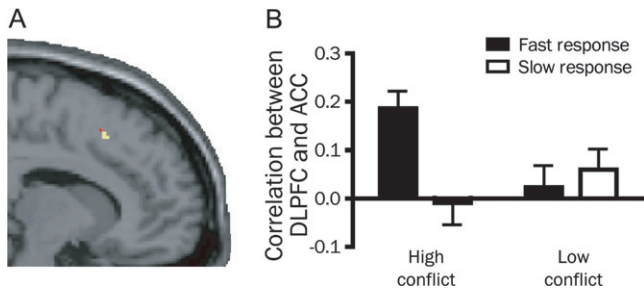 A
B
Correlation between
DLPFC and ACC
0.3
0.2
0.1
0.0
-0.1
Fast response
Slow response
High
conflict
Low
conflict